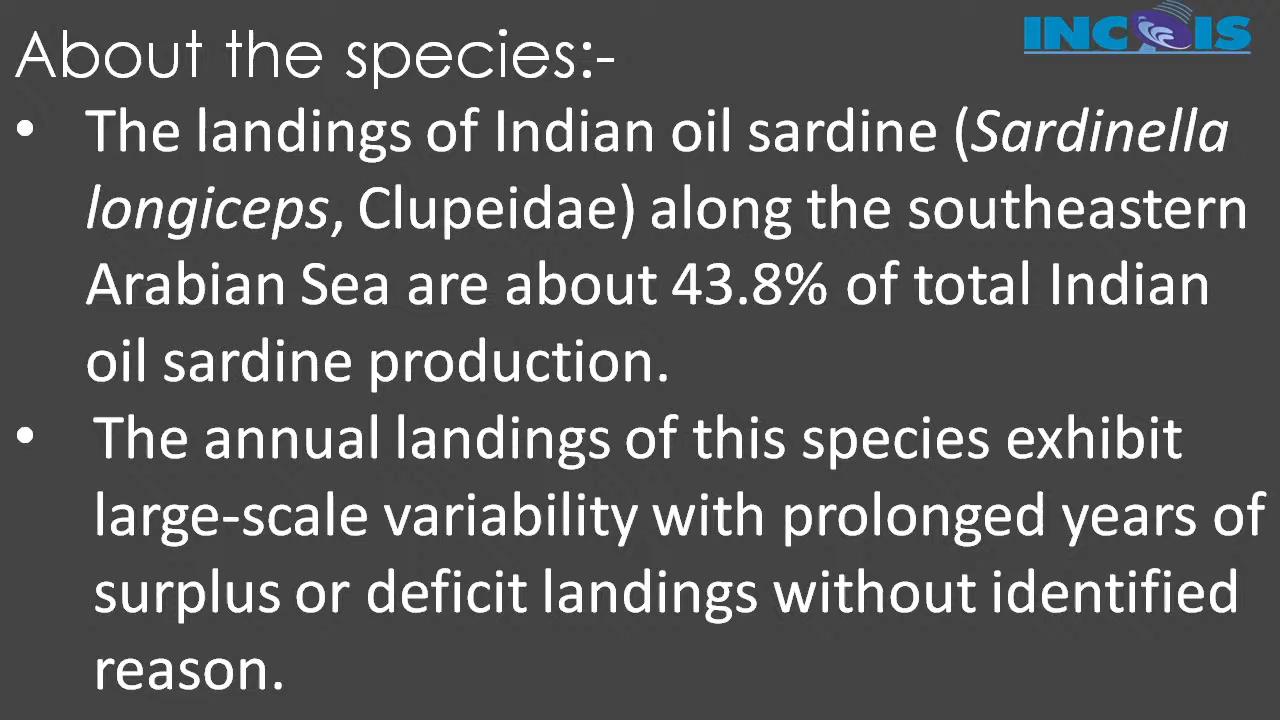 About the species:-
INCOIS
• The landings of Indian oil sardine (Sardinella
longiceps, Clupeidae) along the southeastern
Arabian Sea are about 43.8% of total Indian
oil sardine production.
• The annual landings of this species exhibit
large-scale variability with prolonged years of
surplus or deficit landings without identified
reason.